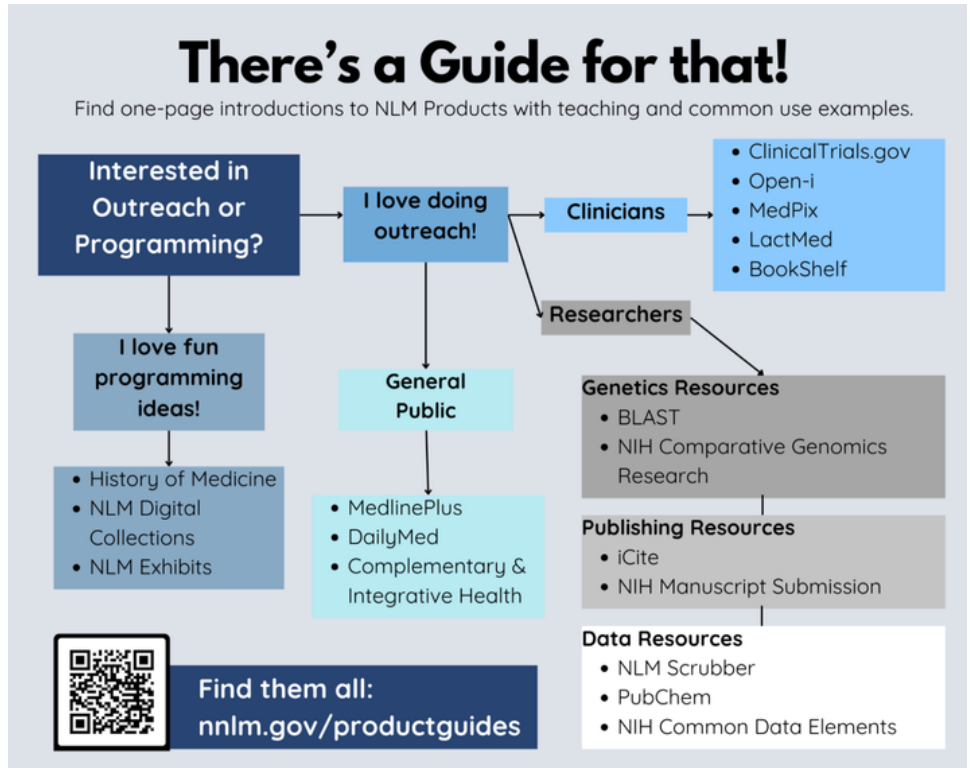 There's a Guide for that!
Find one-page introductions to NLM Products with teaching and common use examples.
Interested in
Outreach or
Programming?
I love doing
outreach!
Clinicians
• ClinicalTrials.gov
• Open-i
• MedPix
• LactMed
• BookShelf
Researchers
I love fun
programming
ideas!
General
Public
Genetics Resources
• BLAST
• NIH Comparative Genomics
Research
• History of Medicine
• NLM Digital
Collections
• NLM Exhibits
• MedlinePlus
• DailyMed
• Complementary &
Integrative Health
Publishing Resources
• iCite
• NIH Manuscript Submission
Data Resources
• NLM Scrubber
• PubChem
• NIH Common Data Elements
Find them all:
nnlm.gov/productguides